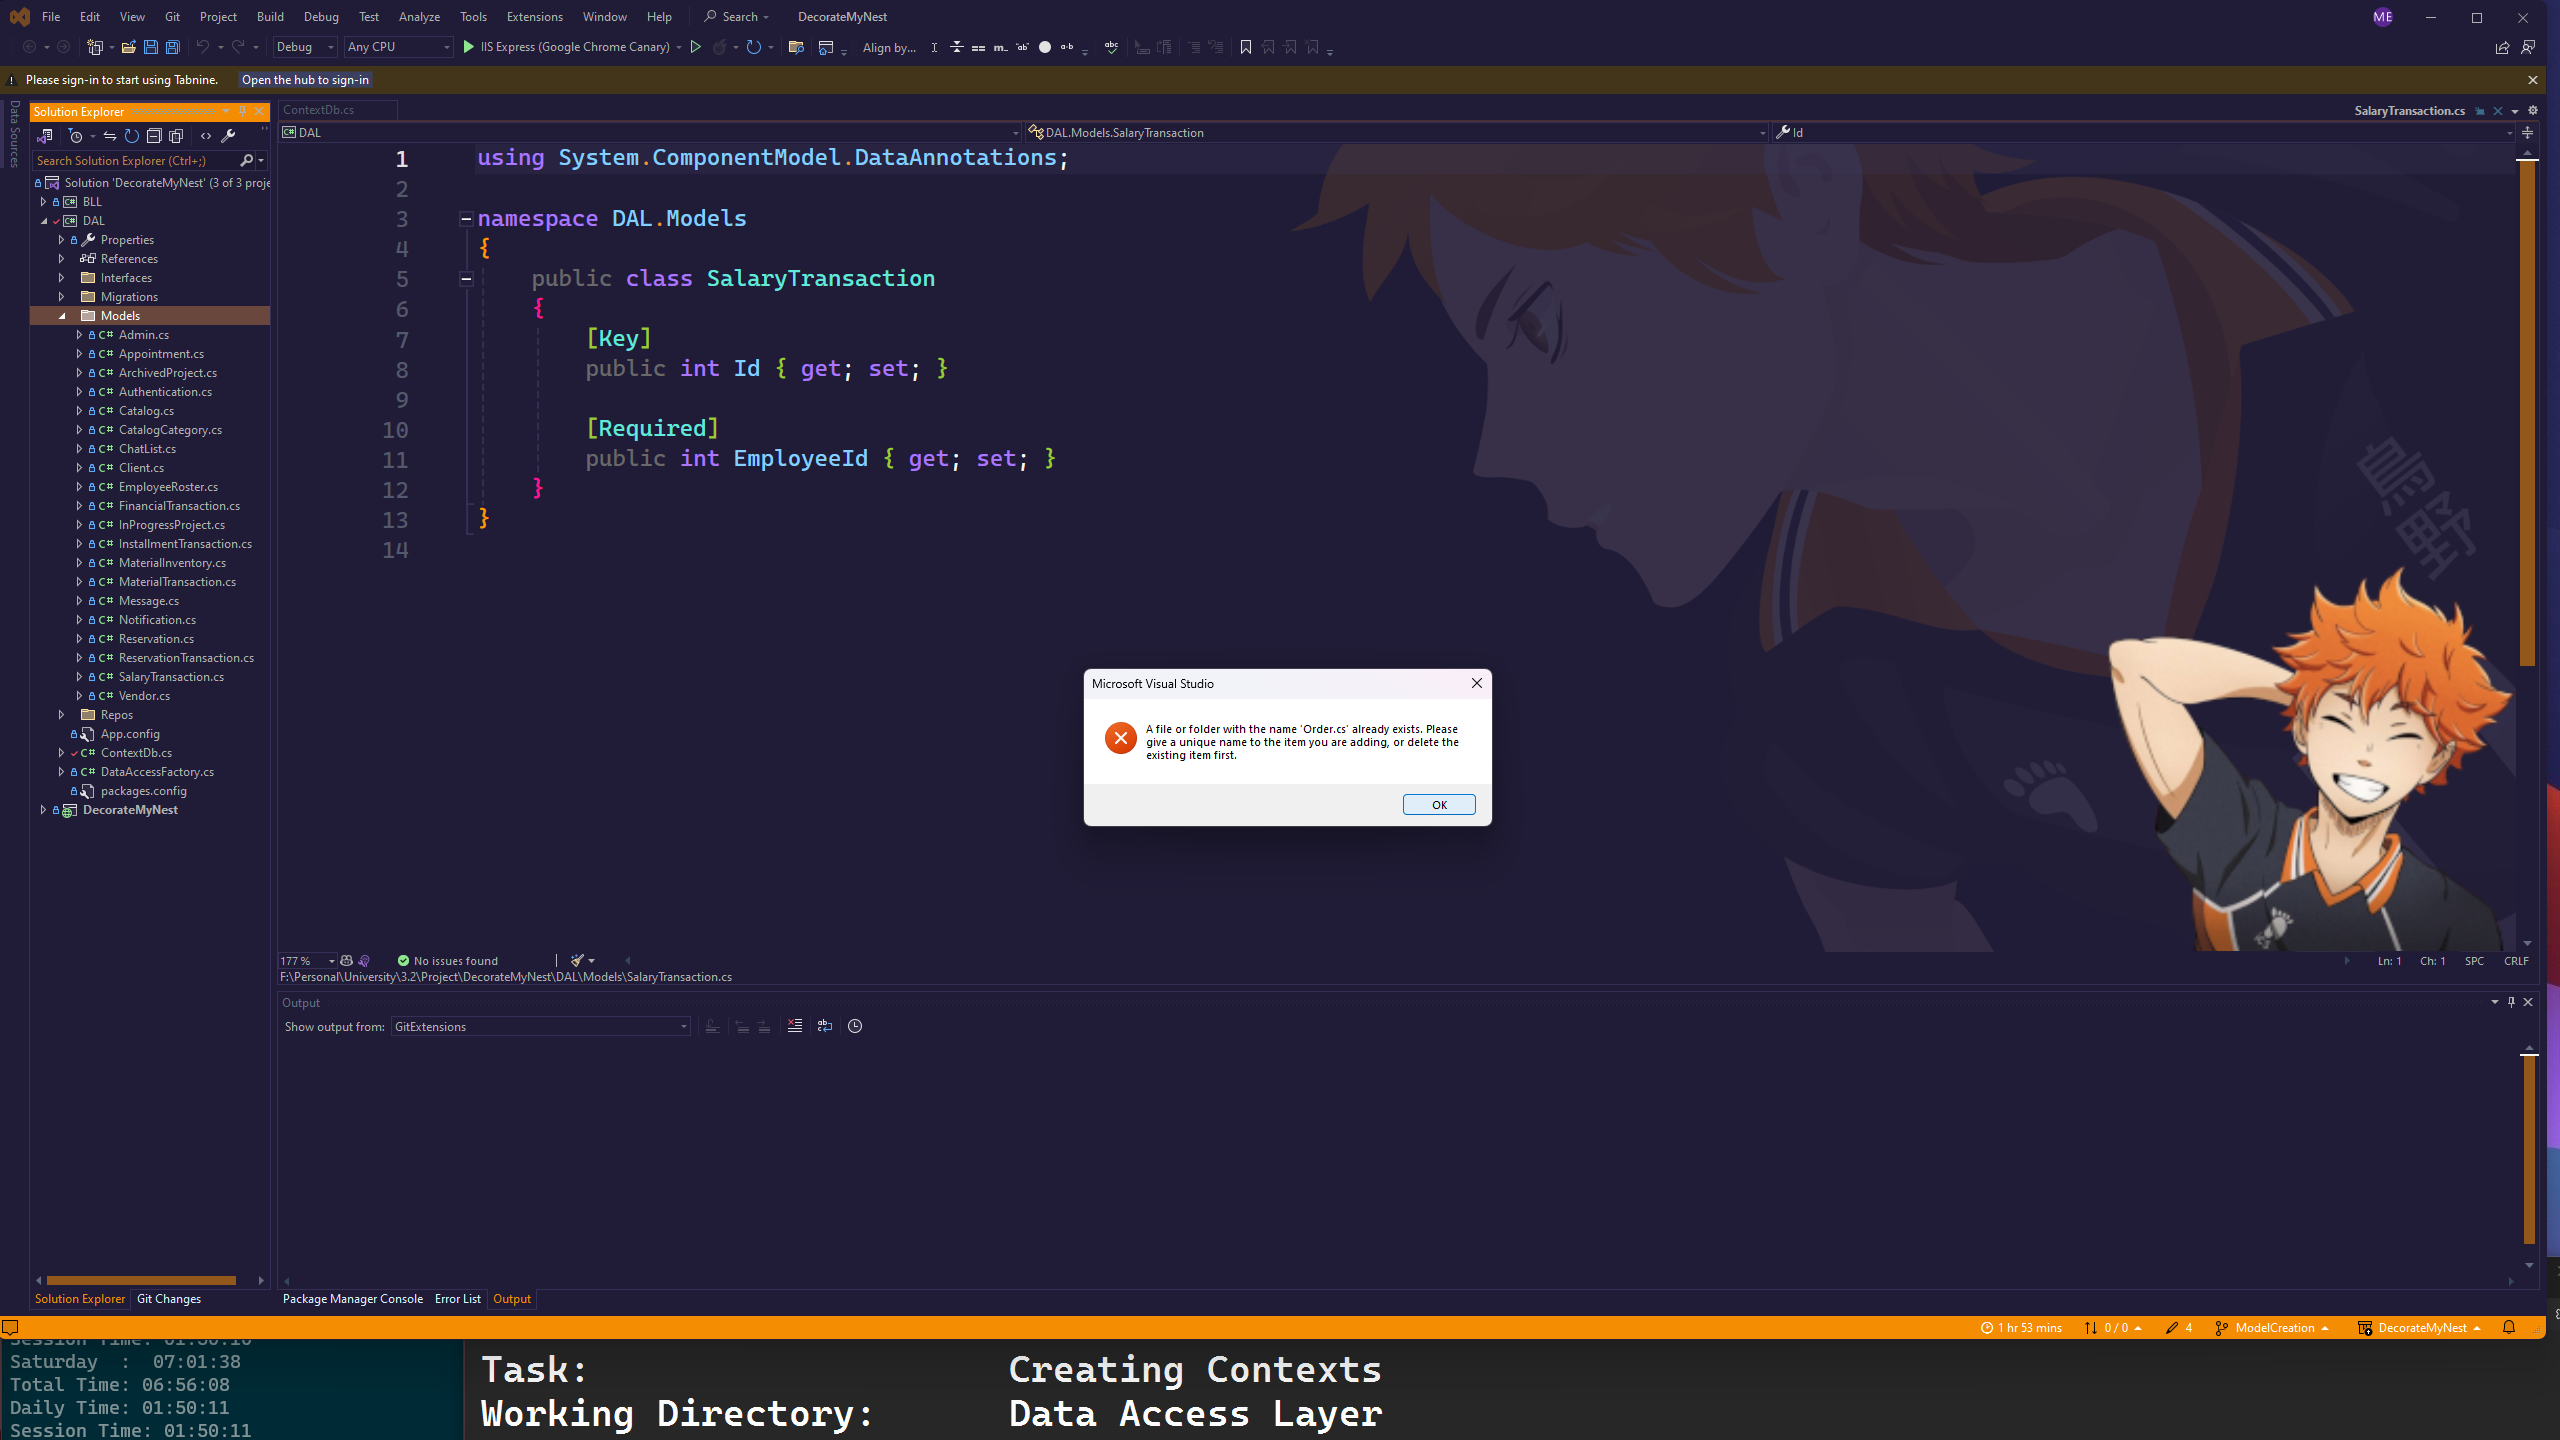 File Edit View Git Project Build Debug Test Analyze Tools Extensions Window Help Search DecorateMyNest ME
Debug Any CPU IIS Express (Google Chrome Canary) Align by...
Please sign-in to start using Tabnine. Open the hub to sign-in
Data Sources
Solution Explorer
Search Solution Explorer (Ctrl+;)
Solution 'DecorateMyNest' (3 of 3 proje
BLL
DAL
Properties
References
Interfaces
Migrations
Models
C# Admin.cs
C# Appointment.cs
C# ArchivedProject.cs
C# Authentication.cs
C# Catalog.cs
C# CatalogCategory.cs
C# ChatList.cs
C# Client.cs
C# EmployeeRoster.cs
C# FinancialTransaction.cs
C# InProgressProject.cs
C# InstallmentTransaction.cs
C# MaterialInventory.cs
C# MaterialTransaction.cs
C# Message.cs
C# Notification.cs
C# Reservation.cs
C# ReservationTransaction.cs
C# SalaryTransaction.cs
C# Vendor.cs
Repos
App.config
C# ContextDb.cs
C# DataAccessFactory.cs
packages.config
DecorateMyNest
Solution Explorer Git Changes
ContextDb.cs SalaryTransaction.cs
DAL DAL.Models.SalaryTransaction Id
1 using System.ComponentModel.DataAnnotations;
2
3 namespace DAL.Models
4 {
5 public class SalaryTransaction
6 {
7 [Key]
8 public int Id { get; set; }
9
10 [Required]
11 public int EmployeeId { get; set; }
12 }
13 }
14
烏野
Microsoft Visual Studio
A file or folder with the name 'Order.cs' already exists. Please
give a unique name to the item you are adding, or delete the
existing item first.
OK
177 % No issues found Ln: 1 Ch: 1 SPC CRLF
F:\Personal\University\3.2\Project\DecorateMyNest\DAL\Models\SalaryTransaction.cs
Output
Show output from: GitExtensions
Package Manager Console Error List Output
1 hr 53 mins 0 / 0 4 ModelCreation DecorateMyNest
Saturday : 07:01:38
Total Time: 06:56:08
Daily Time: 01:50:11
Session Time: 01:50:11
Task: Creating Contexts
Working Directory: Data Access Layer